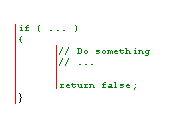 if ( ... )
{
// Do something
// ...
return false;
}